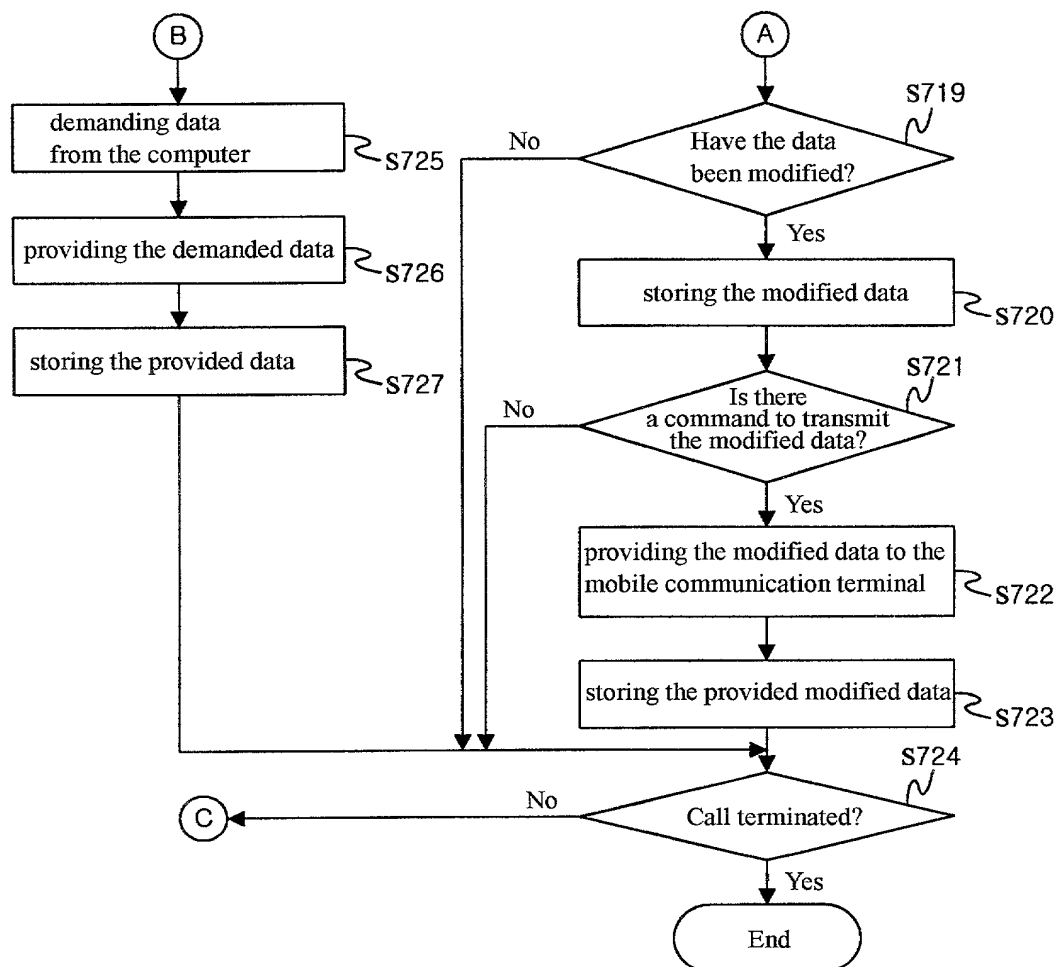 B
demanding data
from the computer
S725
providing the demanded data
S726
storing the provided data
S727
A
S719
Have the data
been modified?
No
Yes
storing the modified data
S720
S721
Is there
a command to transmit
the modified data?
No
Yes
providing the modified data to the
mobile communication terminal
S722
storing the provided modified data
S723
S724
Call terminated?
No
C
Yes
End